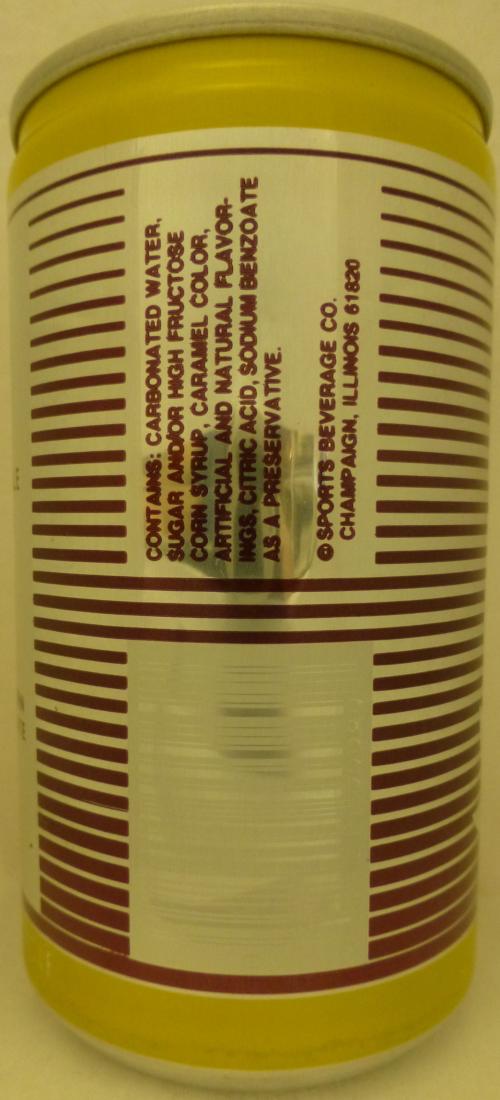 CONTAINS: CARBONATED WATER,
SUGAR AND/OR HIGH FRUCTOSE
CORN SYRUP, CARAMEL COLOR,
ARTIFICIAL AND NATURAL FLAVOR-
INGS, CITRIC ACID, SODIUM BENZOATE
AS A PRESERVATIVE.
© SPORTS BEVERAGE CO.
CHAMPAIGN, ILLINOIS 61820